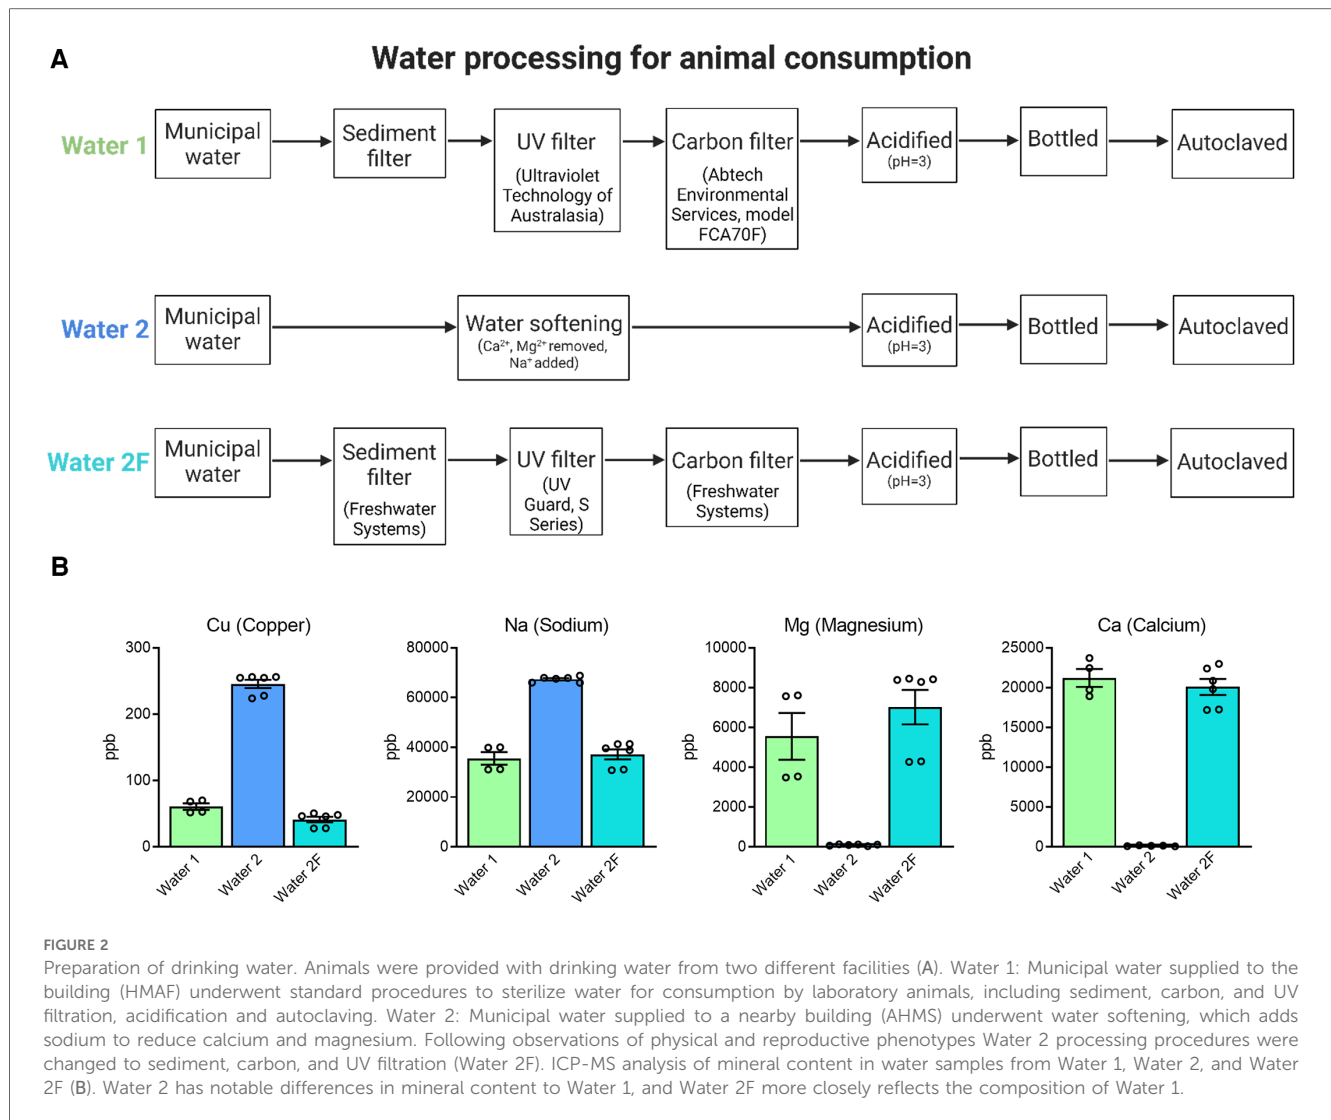 A
Water processing for animal consumption
Water 1
Municipal
water
Sediment
filter
UV filter
(Ultraviolet
Technology of
Australasia)
Carbon filter
(Abtech
Environmental
Services, model
FCA70F)
Acidified
(pH=3)
Bottled
Autoclaved
Water 2
Municipal
water
Water softening
(Ca²⁺, Mg²⁺ removed,
Na⁺ added)
Acidified
(pH=3)
Bottled
Autoclaved
Water 2F
Municipal
water
Sediment
filter
(Freshwater
Systems)
UV filter
(UV
Guard, S
Series)
Carbon filter
(Freshwater
Systems)
Acidified
(pH=3)
Bottled
Autoclaved
B
Cu (Copper)
ppb
300
200
100
0
Water 1
Water 2
Water 2F
Na (Sodium)
ppb
80000
60000
40000
20000
0
Water 1
Water 2
Water 2F
Mg (Magnesium)
ppb
10000
8000
6000
4000
2000
0
Water 1
Water 2
Water 2F
Ca (Calcium)
ppb
25000
20000
15000
10000
5000
0
Water 1
Water 2
Water 2F
FIGURE 2
Preparation of drinking water. Animals were provided with drinking water from two different facilities (A). Water 1: Municipal water supplied to the
building (HMAF) underwent standard procedures to sterilize water for consumption by laboratory animals, including sediment, carbon, and UV
filtration, acidification and autoclaving. Water 2: Municipal water supplied to a nearby building (AHMS) underwent water softening, which adds
sodium to reduce calcium and magnesium. Following observations of physical and reproductive phenotypes Water 2 processing procedures were
changed to sediment, carbon, and UV filtration (Water 2F). ICP-MS analysis of mineral content in water samples from Water 1, Water 2, and Water
2F (B). Water 2 has notable differences in mineral content to Water 1, and Water 2F more closely reflects the composition of Water 1.